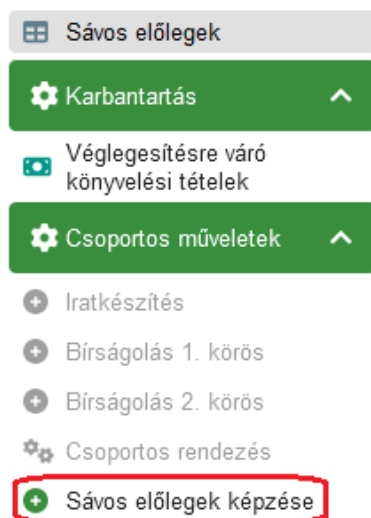 Sávos előlegek
Karbantartás
Véglegesítésre váró
könyvelési tételek
Csoportos műveletek
Iratkészítés
Bírságolás 1. körös
Bírságolás 2. körös
Csoportos rendezés
Sávos előlegek képzése